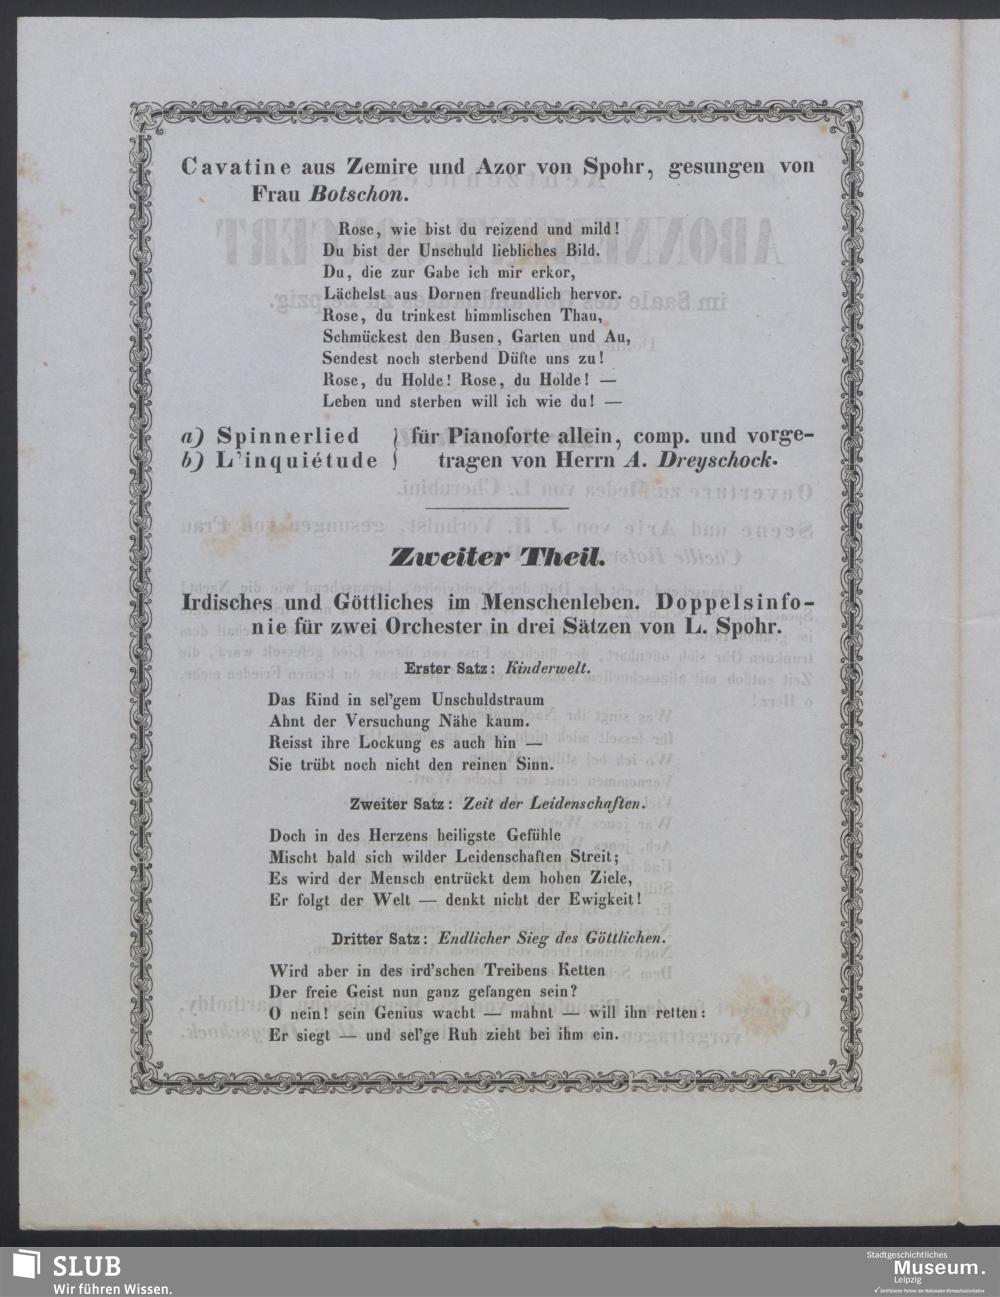 Cavatine aus Zemire und Azor von Spohr, gesungen von
Frau Botschon.
Rose, wie bist du reizend und mild!
Du bist der Unschuld liebliches Bild.
Du, die zur Gabe ich mir erkor,
Lächelst aus Dornen freundlich hervor.
Rose, du trinkest himmlischen Thau,
Schmückest den Busen, Garten und Au,
Sendest noch sterbend Düfte uns zu!
Rose, du Holde! Rose, du Holde! —
Leben und sterben will ich wie du! —
a) Spinnerlied } für Pianoforte allein, comp. und vorge-
b) L'inquiétude } tragen von Herrn A. Dreyschock.
Zweiter Theil.
Irdisches und Göttliches im Menschenleben. Doppelsinfo-
nie für zwei Orchester in drei Sätzen von L. Spohr.
Erster Satz: Kinderwelt.
Das Kind in sel'gem Unschuldstraum
Ahnt der Versuchung Nähe kaum.
Reisst ihre Lockung es auch hin —
Sie trübt noch nicht den reinen Sinn.
Zweiter Satz: Zeit der Leidenschaften.
Doch in des Herzens heiligste Gefühle
Mischt bald sich wilder Leidenschaften Streit;
Es wird der Mensch entrückt dem hohen Ziele,
Er folgt der Welt — denkt nicht der Ewigkeit!
Dritter Satz: Endlicher Sieg des Göttlichen.
Wird aber in des ird'schen Treibens Ketten
Der freie Geist nun ganz gefangen sein?
O nein! sein Genius wacht — mahnt — will ihn retten:
Er siegt — und sel'ge Ruh zieht bei ihm ein.
SLUB
Wir führen Wissen.
Stadtgeschichtliches
Museum.
Leipzig
Zertifizierter Partner der Nationalen Klimaschutzinitiative